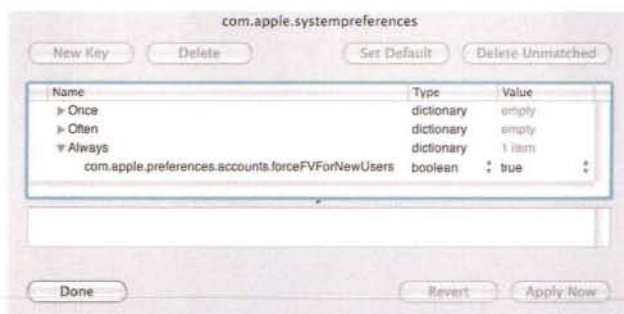 com.apple.systempreferences
New Key Delete Set Default Delete Unmatched
Name Type Value
Once dictionary empty
Often dictionary empty
Always dictionary 1 item
com.apple.preferences.accounts.forceFVForNewUsers boolean true
Done Revert Apply Now